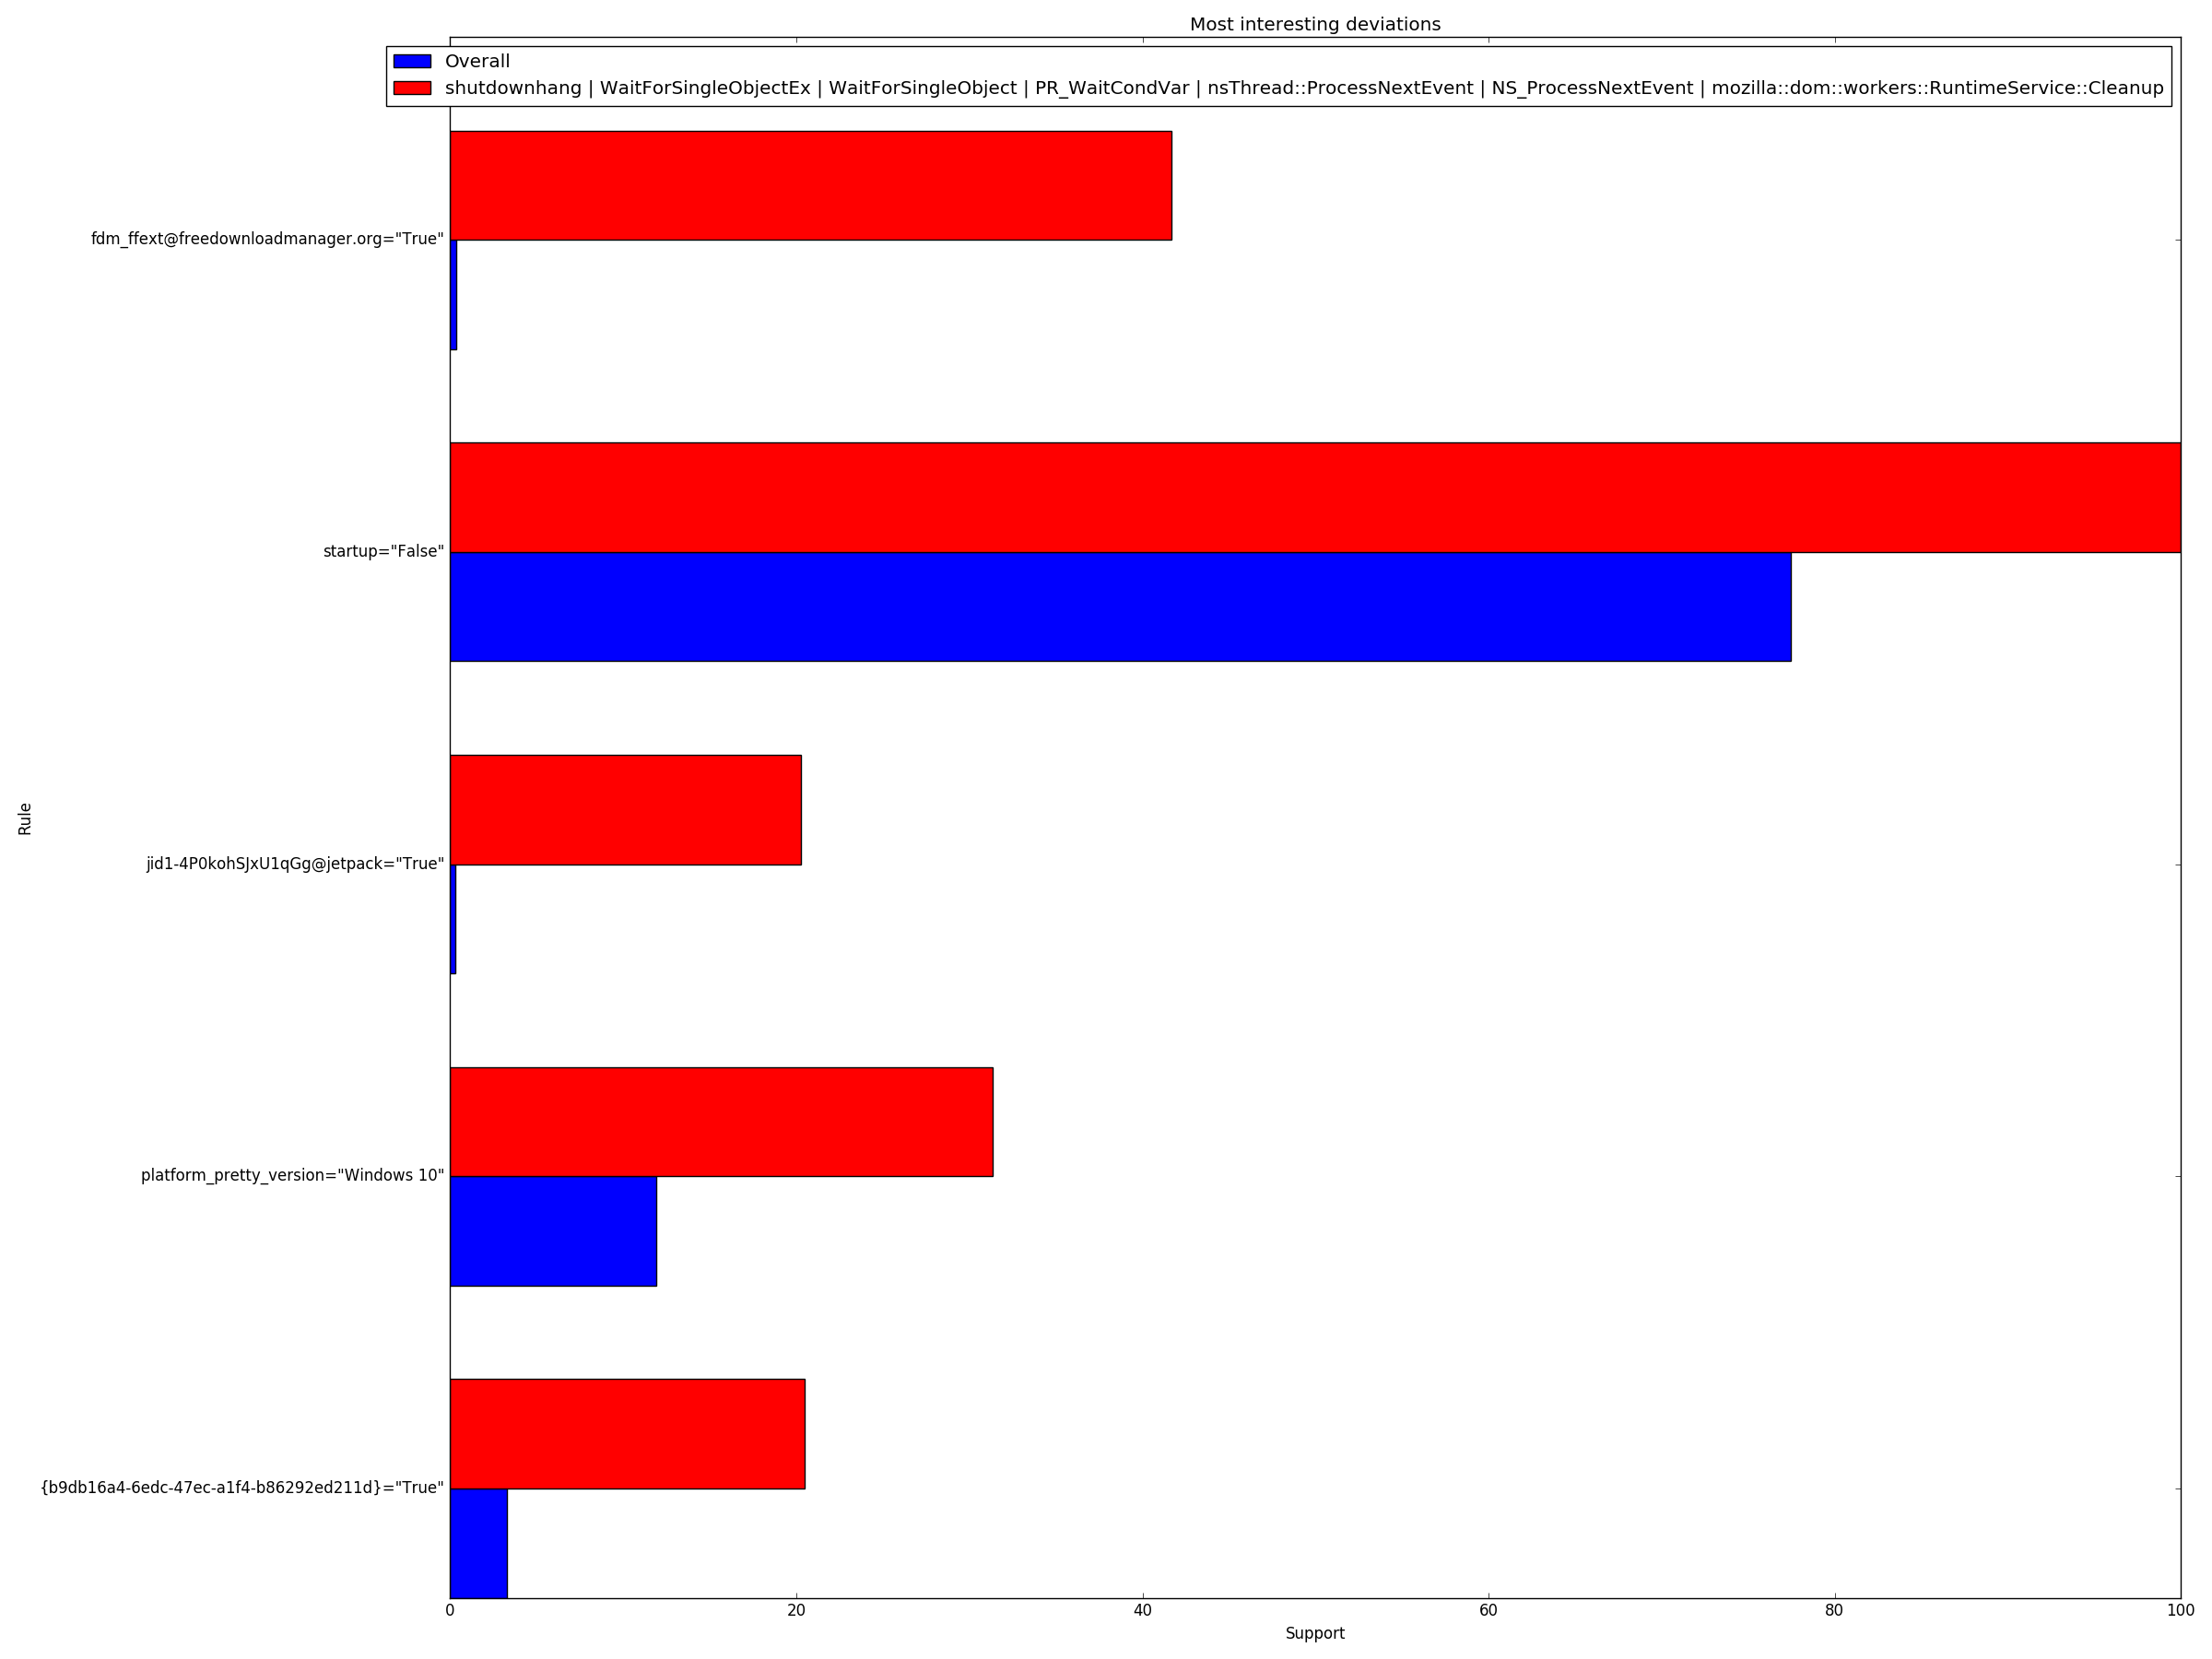 Most interesting deviations
Overall
shutdownhang | WaitForSingleObjectEx | WaitForSingleObject | PR_WaitCondVar | nsThread::ProcessNextEvent | NS_ProcessNextEvent | mozilla::dom::workers::RuntimeService::Cleanup
fdm_ffext@freedownloadmanager.org="True"
startup="False"
jid1-4P0kohSJxU1qGg@jetpack="True"
platform_pretty_version="Windows 10"
{b9db16a4-6edc-47ec-a1f4-b86292ed211d}="True"
Rule
0 20 40 60 80 100
Support